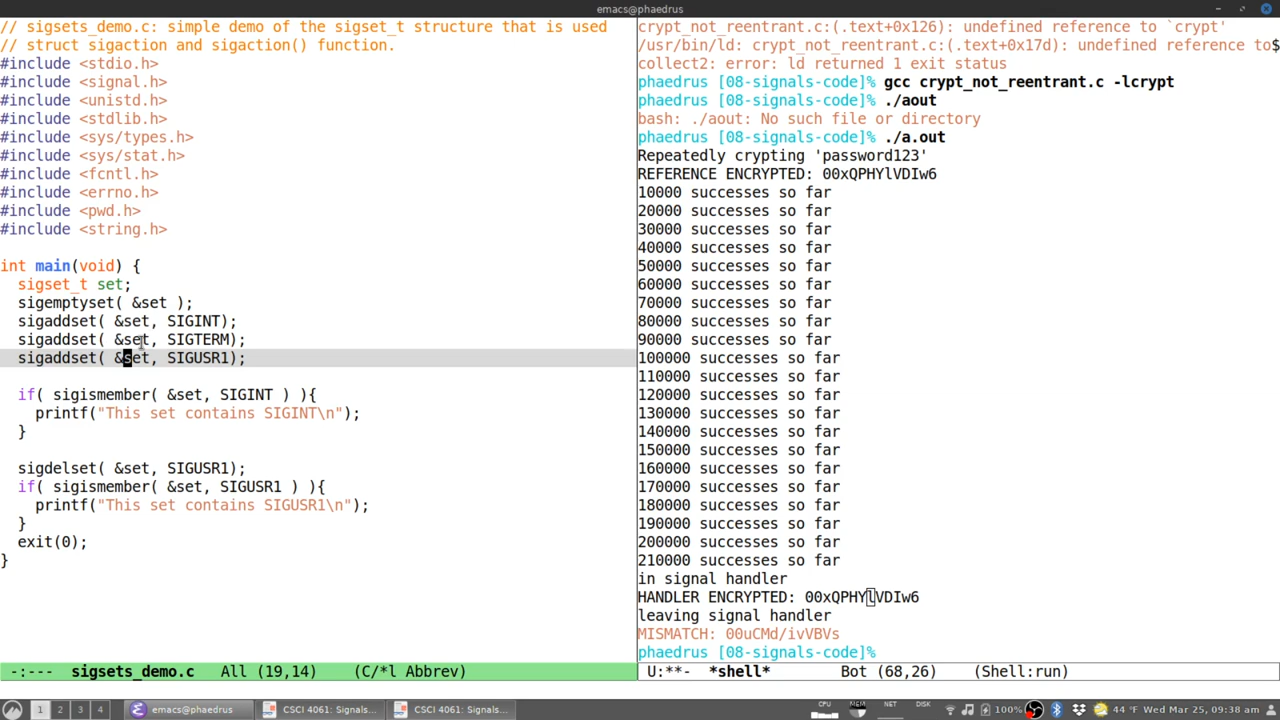 emacs@phaedrus
// sigsets_demo.c: simple demo of the sigset_t structure that is used
// struct sigaction and sigaction() function.
#include <stdio.h>
#include <signal.h>
#include <unistd.h>
#include <stdlib.h>
#include <sys/types.h>
#include <sys/stat.h>
#include <fcntl.h>
#include <errno.h>
#include <pwd.h>
#include <string.h>
int main(void) {
  sigset_t set;
  sigemptyset( &set );
  sigaddset( &set, SIGINT);
  sigaddset( &set, SIGTERM);
  sigaddset( &set, SIGUSR1);
  if( sigismember( &set, SIGINT ) ){
    printf("This set contains SIGINT\n");
  }
  sigdelset( &set, SIGUSR1);
  if( sigismember( &set, SIGUSR1 ) ){
    printf("This set contains SIGUSR1\n");
  }
  exit(0);
}
-:---  sigsets_demo.c   All (19,14)   (C/*l Abbrev)
crypt_not_reentrant.c:(.text+0x126): undefined reference to `crypt'
/usr/bin/ld: crypt_not_reentrant.c:(.text+0x17d): undefined reference to$
collect2: error: ld returned 1 exit status
phaedrus [08-signals-code]% gcc crypt_not_reentrant.c -lcrypt
phaedrus [08-signals-code]% ./aout
bash: ./aout: No such file or directory
phaedrus [08-signals-code]% ./a.out
Repeatedly crypting 'password123'
REFERENCE ENCRYPTED: 00xQPHYlVDIw6
10000 successes so far
20000 successes so far
30000 successes so far
40000 successes so far
50000 successes so far
60000 successes so far
70000 successes so far
80000 successes so far
90000 successes so far
100000 successes so far
110000 successes so far
120000 successes so far
130000 successes so far
140000 successes so far
150000 successes so far
160000 successes so far
170000 successes so far
180000 successes so far
190000 successes so far
200000 successes so far
210000 successes so far
in signal handler
HANDLER ENCRYPTED: 00xQPHYlVDIw6
leaving signal handler
MISMATCH: 00uCMd/ivVBVs
phaedrus [08-signals-code]%
U:**-  *shell*        Bot (68,26)    (Shell:run)
1 2 3 4 emacs@phaedrus CSCI 4061: Signals... CSCI 4061: Signals... CPU MEM NET DISK 100% 44 °F Wed Mar 25, 09:38 am